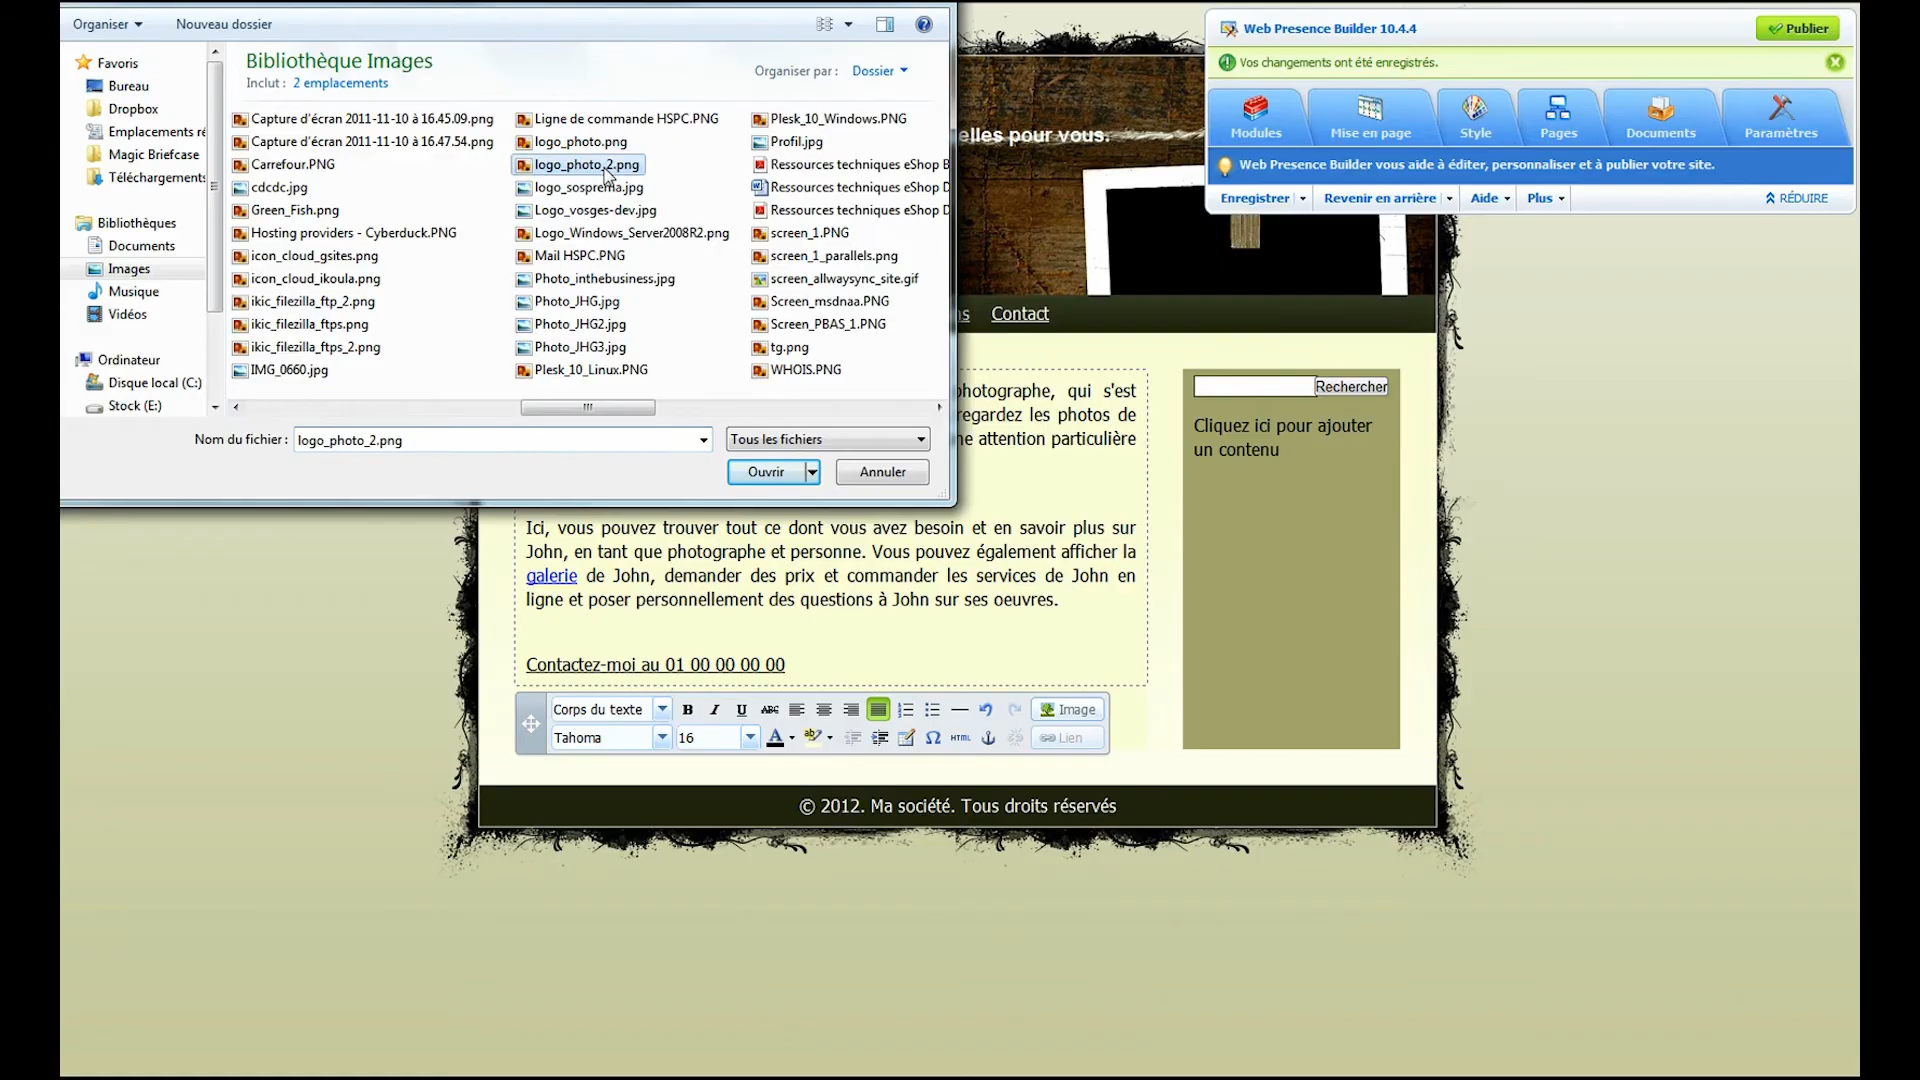 Organiser
Nouveau dossier
Bibliothèque Images
Inclut : 2 emplacements
Organiser par : Dossier
Favoris
Bureau
Dropbox
Emplacements ré
Magic Briefcase
Téléchargements
Bibliothèques
Documents
Images
Musique
Vidéos
Ordinateur
Disque local (C:)
Stock (E:)
Capture d'écran 2011-11-10 à 16.45.09.png
Capture d'écran 2011-11-10 à 16.47.54.png
Carrefour.PNG
cdcdc.jpg
Green_Fish.png
Hosting providers - Cyberduck.PNG
icon_cloud_gsites.png
icon_cloud_ikoula.png
ikic_filezilla_ftp_2.png
ikic_filezilla_ftps.png
ikic_filezilla_ftps_2.png
IMG_0660.jpg
Ligne de commande HSPC.PNG
logo_photo.png
logo_photo_2.png
logo_sosprema.jpg
Logo_vosges-dev.jpg
Logo_Windows_Server2008R2.png
Mail HSPC.PNG
Photo_inthebusiness.jpg
Photo_JHG.jpg
Photo_JHG2.jpg
Photo_JHG3.jpg
Plesk_10_Linux.PNG
Plesk_10_Windows.PNG
Profil.jpg
Ressources techniques eShop B
Ressources techniques eShop D
Ressources techniques eShop D
screen_1.PNG
screen_1_parallels.png
screen_allwaysync_site.gif
Screen_msdnaa.PNG
Screen_PBAS_1.PNG
tg.png
WHOIS.PNG
Nom du fichier : logo_photo_2.png
Tous les fichiers
Ouvrir
Annuler
Web Presence Builder 10.4.4
Publier
Vos changements ont été enregistrés.
Modules
Mise en page
Style
Pages
Documents
Paramètres
Web Presence Builder vous aide à éditer, personnaliser et à publier votre site.
Enregistrer
Revenir en arrière
Aide
Plus
RÉDUIRE
elles pour vous.
ns
Contact
photographe, qui s'est
regardez les photos de
ne attention particulière
Rechercher
Cliquez ici pour ajouter
un contenu
Ici, vous pouvez trouver tout ce dont vous avez besoin et en savoir plus sur
John, en tant que photographe et personne. Vous pouvez également afficher la
galerie de John, demander des prix et commander les services de John en
ligne et poser personnellement des questions à John sur ses oeuvres.
Contactez-moi au 01 00 00 00 00
Corps du texte
B I U ABC
Image
Tahoma
16
A
ab
Ω
HTML
Lien
© 2012. Ma société. Tous droits réservés